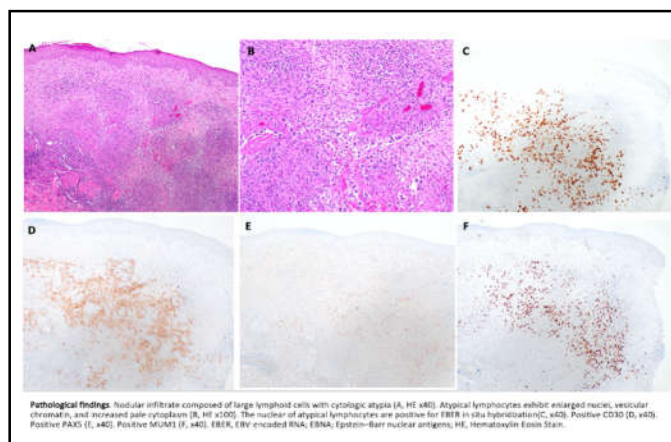 A
B
C
D
E
F
Pathological findings. Nodular infiltrate composed of large lymphoid cells with cytologic atypia (A, HE x40). Atypical lymphocytes exhibit enlarged nuclei, vesicular
chromatin, and increased pale cytoplasm (B, HE x100). The nuclear of atypical lymphocytes are positive for EBER in situ hybridization(C, x40). Positive CD30 (D, x40).
Positive PAX5 (E, x40). Positive MUM1 (F, x40). EBER, EBV encoded RNA; EBNA; Epstein–Barr nuclear antigens; HE, Hematoxylin Eosin Stain.